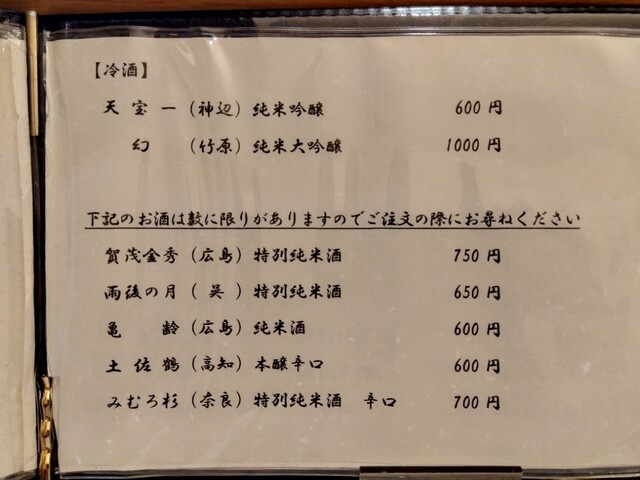 【冷酒】
天宝一（神辺）純米吟醸 600円
幻 （竹原）純米大吟醸 1000円
下記のお酒は数に限りがありますのでご注文の際にお尋ねください
賀茂金秀（広島）特別純米酒 750円
雨後の月（呉）特別純米酒 650円
亀 齢（広島）純米酒 600円
土佐鶴（高知）本醸辛口 600円
みむろ杉（奈良）特別純米酒 辛口 700円